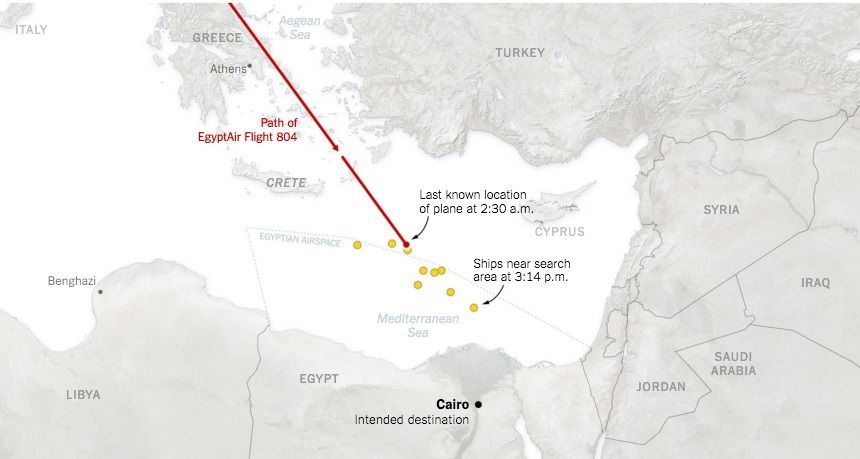 ITALY
Aegean
Sea
GREECE
TURKEY
Athens
Path of
EgyptAir Flight 804
CRETE
Last known location
of plane at 2:30 a.m.
SYRIA
CYPRUS
EGYPTIAN AIRSPACE
Ships near search
area at 3:14 p.m.
Benghazi
IRAQ
Mediterranean
Sea
SAUDI
ARABIA
EGYPT
JORDAN
LIBYA
Cairo
Intended destination